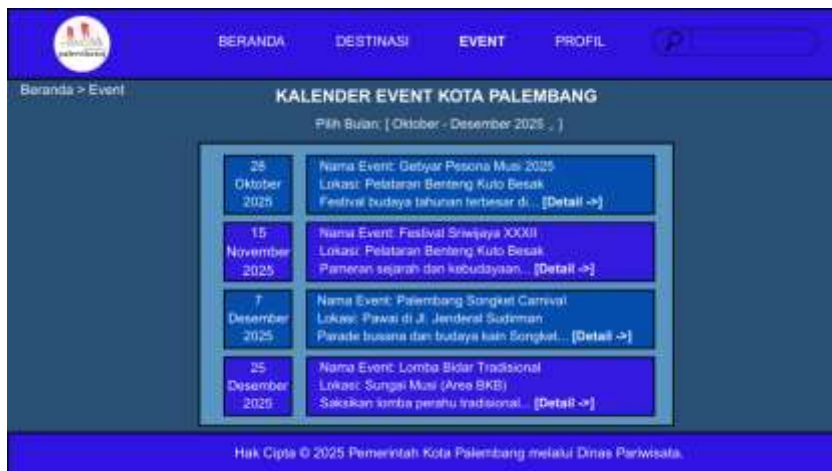 BERANDA DESTINASI EVENT PROFIL
Beranda > Event
KALENDER EVENT KOTA PALEMBANG
Pilih Bulan: [ Oktober - Desember 2025 , ]
26
Oktober
2025
Nama Event: Gebyar Pesona Musi 2025
Lokasi: Pelataran Benteng Kuto Besak
Festival budaya tahunan terbesar di... [Detail ->]
15
November
2025
Nama Event: Festival Sriwijaya XXXII
Lokasi: Pelataran Benteng Kuto Besak
Pameran sejarah dan kebudayaan... [Detail ->]
7
Desember
2025
Nama Event: Palembang Songket Carnival
Lokasi: Pawai di Jl. Jenderal Sudirman
Parade busana dan budaya kain Songket... [Detail ->]
25
Desember
2025
Nama Event: Lomba Bidar Tradisional
Lokasi: Sungai Musi (Area BKB)
Saksikan lomba perahu tradisional... [Detail ->]
Hak Cipta © 2025 Pemerintah Kota Palembang melalui Dinas Pariwisata.